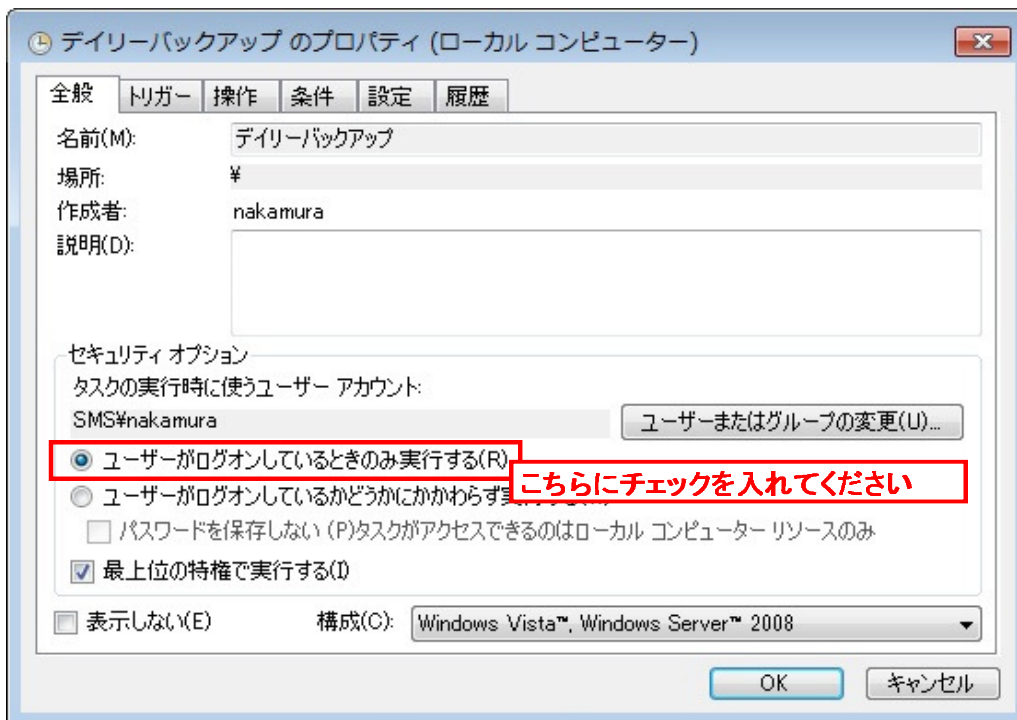 デイリーバックアップ のプロパティ (ローカル コンピューター)
全般 トリガー 操作 条件 設定 履歴
名前(M): デイリーバックアップ
場所: ¥
作成者: nakamura
説明(D):
セキュリティ オプション
タスクの実行時に使うユーザー アカウント:
SMS¥nakamura ユーザーまたはグループの変更(U)...
ユーザーがログオンしているときのみ実行する(R)
こちらにチェックを入れてください
ユーザーがログオンしているかどうかにかかわらず
パスワードを保存しない (P)タスクがアクセスできるのはローカル コンピューター リソースのみ
最上位の特権で実行する(I)
表示しない(E) 構成(C): Windows Vista™, Windows Server™ 2008
OK キャンセル